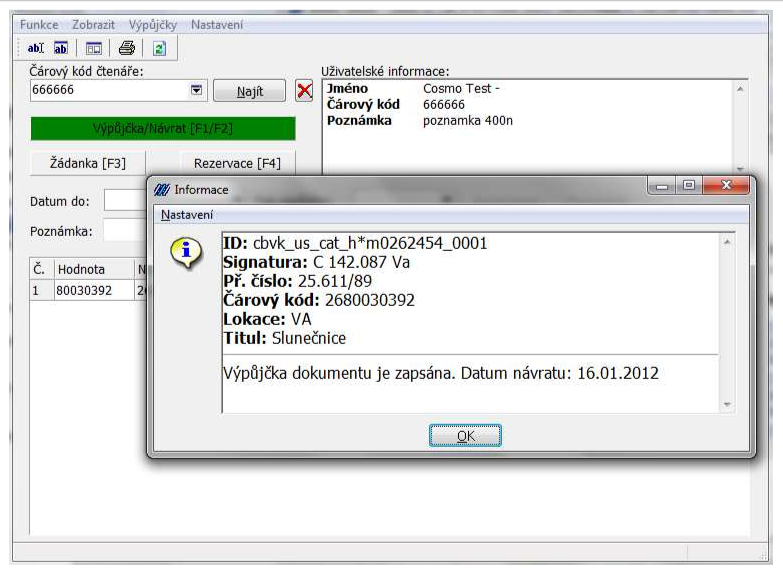 Funkce Zobrazit Výpůjčky Nastavení
abI ab
Čárový kód čtenáře:
666666
Najít
Výpůjčka/Návrat [F1/F2]
Žádanka [F3]
Rezervace [F4]
Datum do:
Poznámka:
Č. Hodnota N
1 80030392 26
Uživatelské informace:
Jméno Cosmo Test -
Čárový kód 666666
Poznámka poznamka 400n
Informace
Nastavení
ID: cbvk_us_cat_h*m0262454_0001
Signatura: C 142.087 Va
Př. číslo: 25.611/89
Čárový kód: 2680030392
Lokace: VA
Titul: Slunečnice
Výpůjčka dokumentu je zapsána. Datum návratu: 16.01.2012
OK